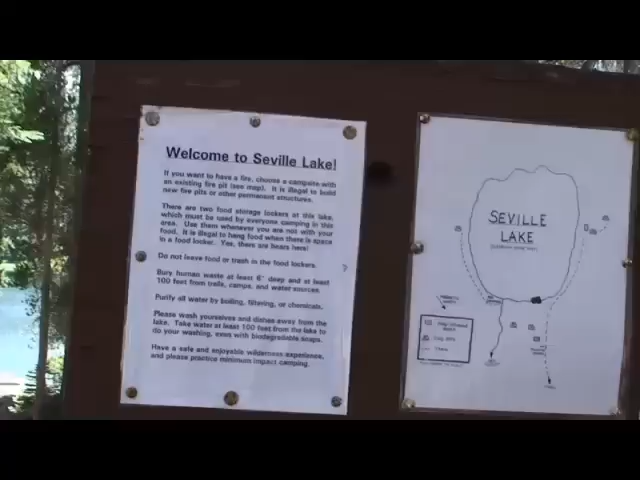 Welcome to Seville Lake!
If you want to have a fire, choose a campsite with
an existing fire pit (see map). It is illegal to build
new fire pits or other permanent structures.
There are two food storage lockers at this lake,
which must be used by everyone camping in this
area. Use them whenever you are not with your
food. It is illegal to hang food when there is space
in a food locker. Yes, there are bears here!
Do not leave food or trash in the food lockers.
Bury human waste at least 6" deep and at least
100 feet from trails, camps, and water sources.
Purify all water by boiling, filtering, or chemicals.
Please wash yourselves and dishes away from the
lake. Take water at least 100 feet from the lake to
do your washing, even with biodegradable soaps.
Have a safe and enjoyable wilderness experience,
and please practice minimum impact camping.
SEVILLE
LAKE